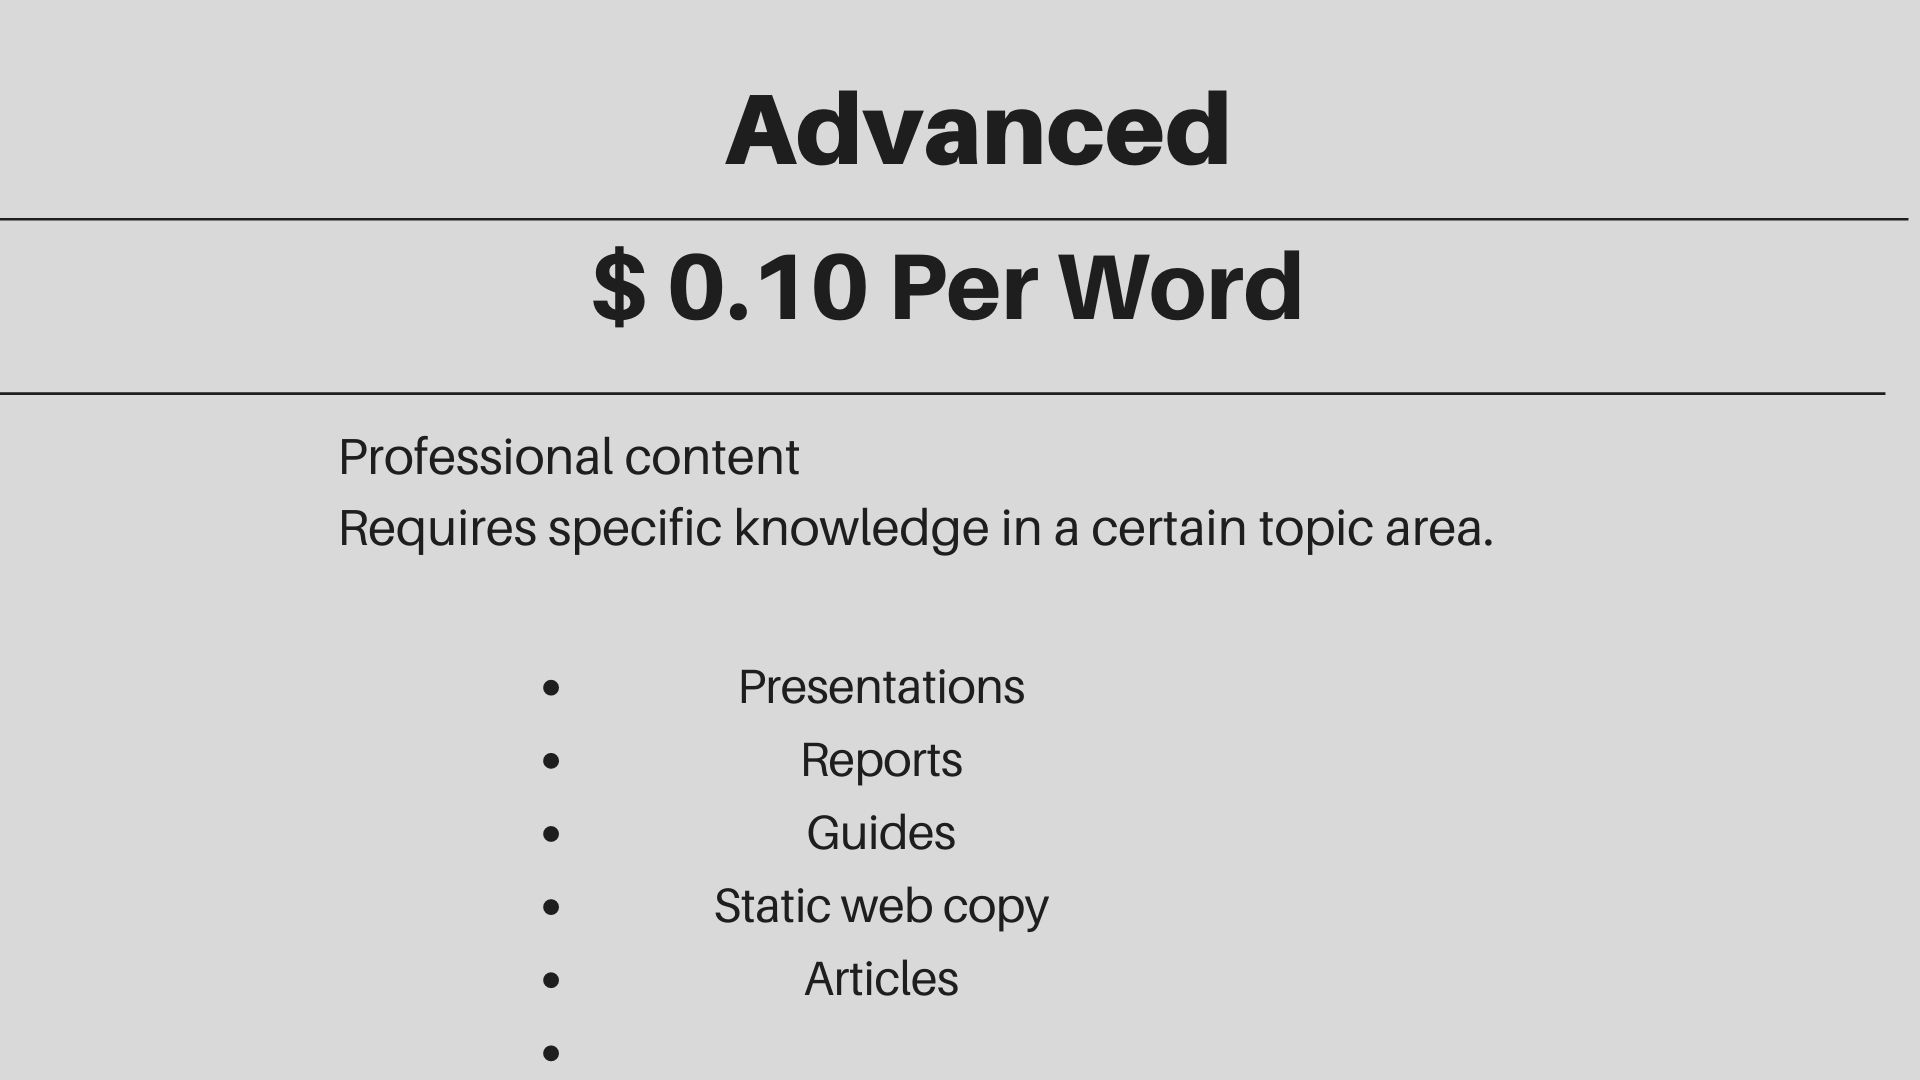 Advanced
$ 0.10 Per Word
Professional content
Requires specific knowledge in a certain topic area.
• Presentations
• Reports
• Guides
• Static web copy
• Articles
•